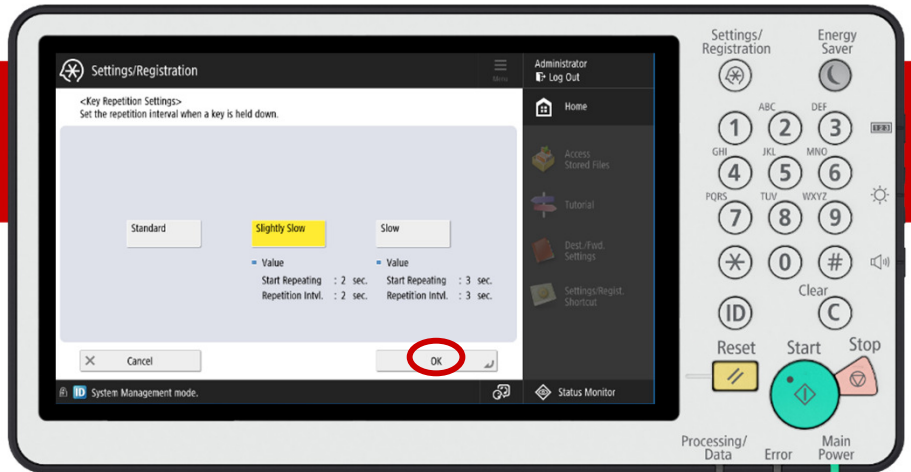 Settings/Registration
Menu
Administrator
Log Out
<Key Repetition Settings>
Set the repetition interval when a key is held down.
Home
Access
Stored Files
Tutorial
Dest./Fwd.
Settings
Settings/Regist.
Shortcut
Standard
Slightly Slow
Slow
Value
Start Repeating : 2 sec.
Repetition Intvl. : 2 sec.
Value
Start Repeating : 3 sec.
Repetition Intvl. : 3 sec.
Cancel
OK
ID System Management mode.
Status Monitor
Settings/
Registration
Energy
Saver
ABC DEF
1 2 3
GHI JKL MNO
4 5 6
PQRS TUV WXYZ
7 8 9
0 #
Clear
ID C
Reset Start Stop
Processing/
Data
Error
Main
Power